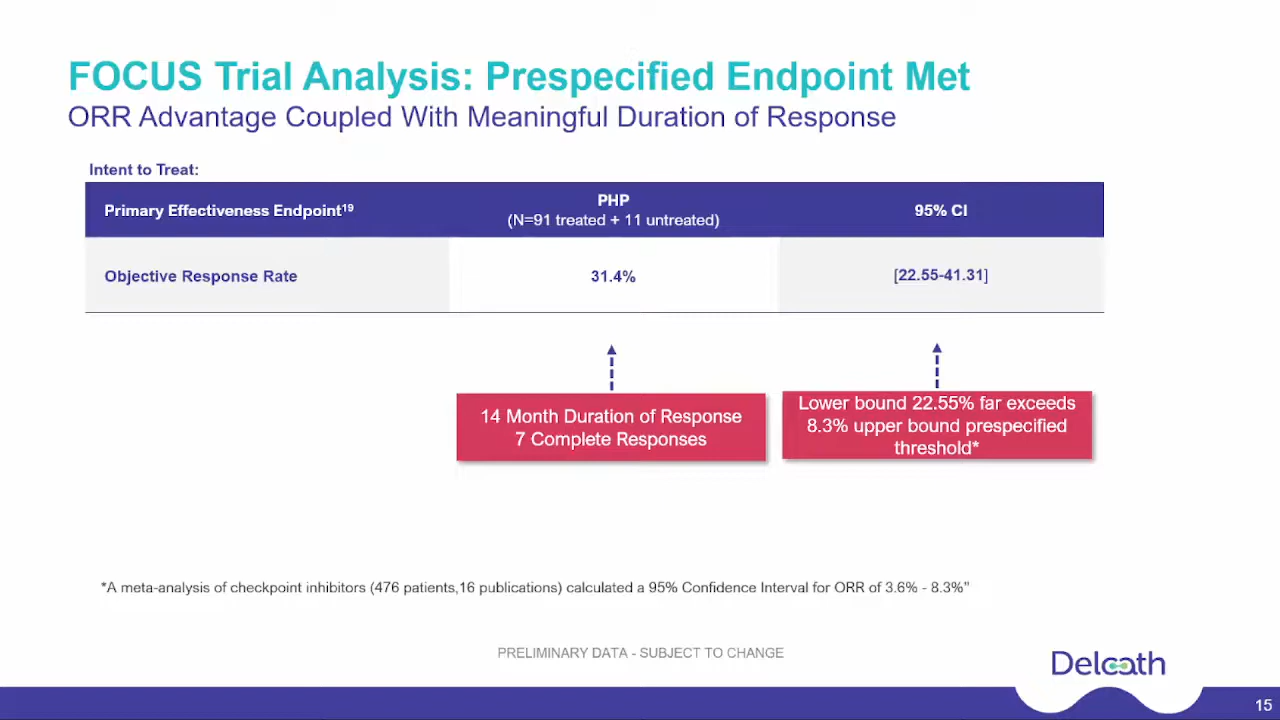 FOCUS Trial Analysis: Prespecified Endpoint Met
ORR Advantage Coupled With Meaningful Duration of Response
Intent to Treat:
Primary Effectiveness Endpoint19
PHP
(N=91 treated + 11 untreated)
95% CI
Objective Response Rate
31.4%
[22.55-41.31]
14 Month Duration of Response
7 Complete Responses
Lower bound 22.55% far exceeds
8.3% upper bound prespecified
threshold*
*A meta-analysis of checkpoint inhibitors (476 patients,16 publications) calculated a 95% Confidence Interval for ORR of 3.6% - 8.3%"
PRELIMINARY DATA - SUBJECT TO CHANGE
Delcath
15